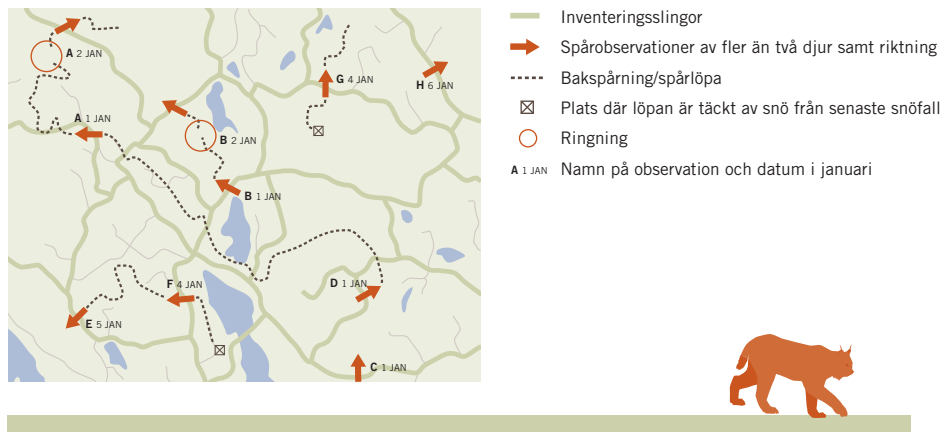 A 2 JAN
G 4 JAN
H 6 JAN
A 1 JAN
B 2 JAN
B 1 JAN
F 4 JAN
D 1 JAN
E 5 JAN
C 1 JAN
Inventeringsslingor
Spårobservationer av fler än två djur samt riktning
Bakspårning/spårlöpa
Plats där löpan är täckt av snö från senaste snöfall
Ringning
A 1 JAN Namn på observation och datum i januari